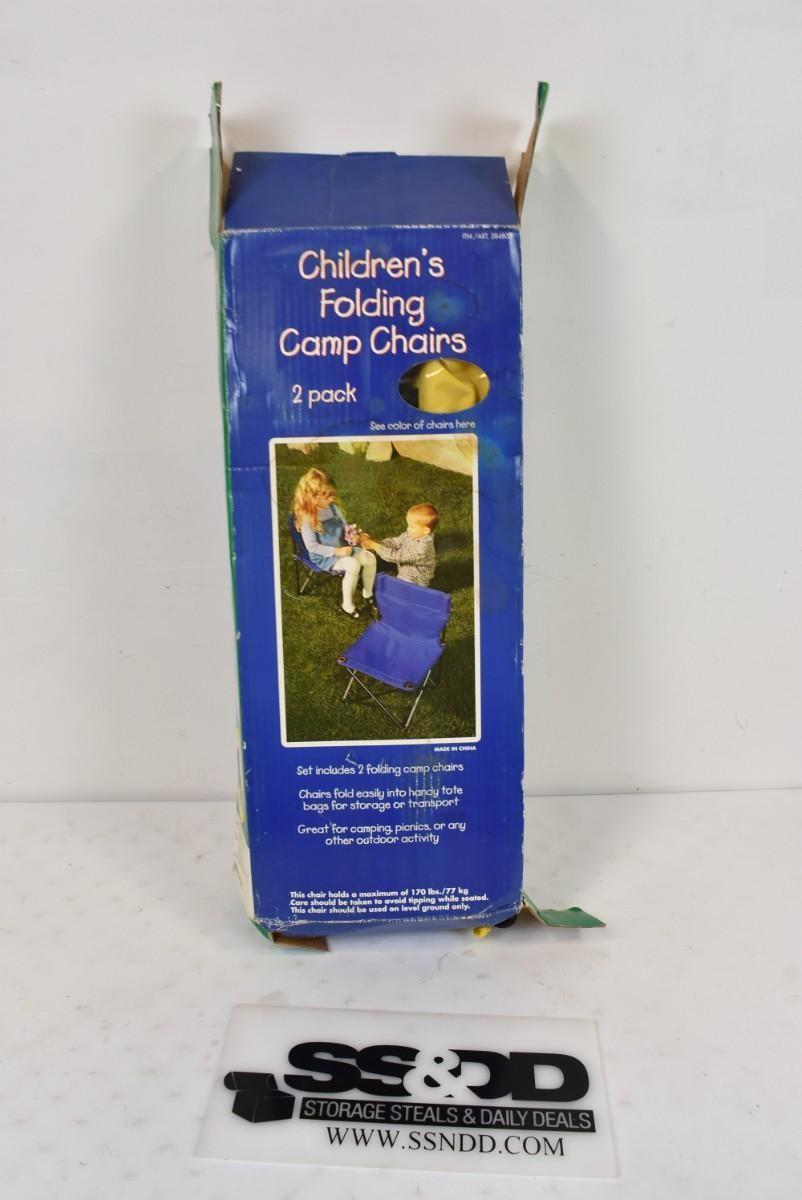 ITM./ART. 284800
Children's
Folding
Camp Chairs
2 pack
See color of chairs here
MADE IN CHINA
Set includes 2 folding camp chairs
Chairs fold easily into handy tote
bags for storage or transport
Great for camping, picnics, or any
other outdoor activity
This chair holds a maximum of 170 lbs./77 kg
Care should be taken to avoid tipping while seated.
This chair should be used on level ground only.
SS&DD
STORAGE STEALS & DAILY DEALS
WWW.SSNDD.COM